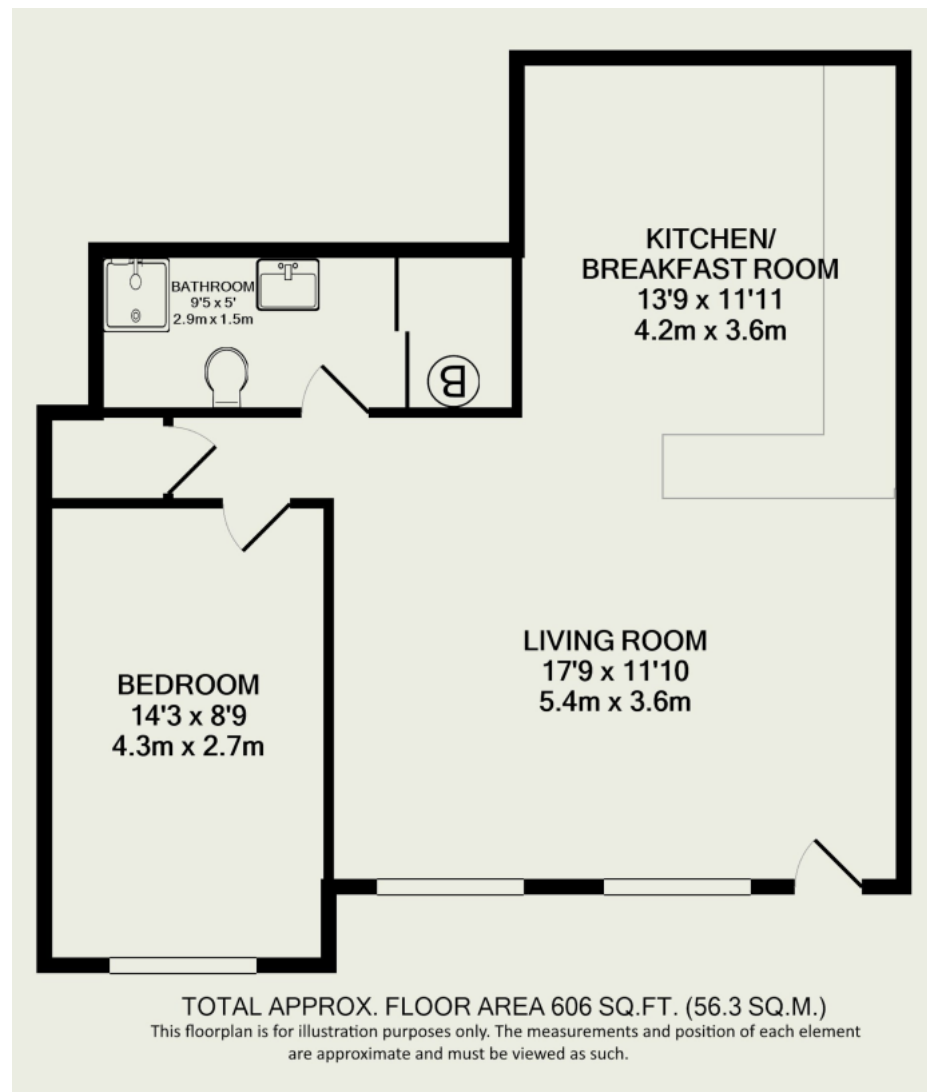 KITCHEN/
BREAKFAST ROOM
13'9 x 11'11
4.2m x 3.6m
BATHROOM
9'5 x 5'
2.9m x 1.5m
B
LIVING ROOM
17'9 x 11'10
5.4m x 3.6m
BEDROOM
14'3 x 8'9
4.3m x 2.7m
TOTAL APPROX. FLOOR AREA 606 SQ.FT. (56.3 SQ.M.)
This floorplan is for illustration purposes only. The measurements and position of each element
are approximate and must be viewed as such.